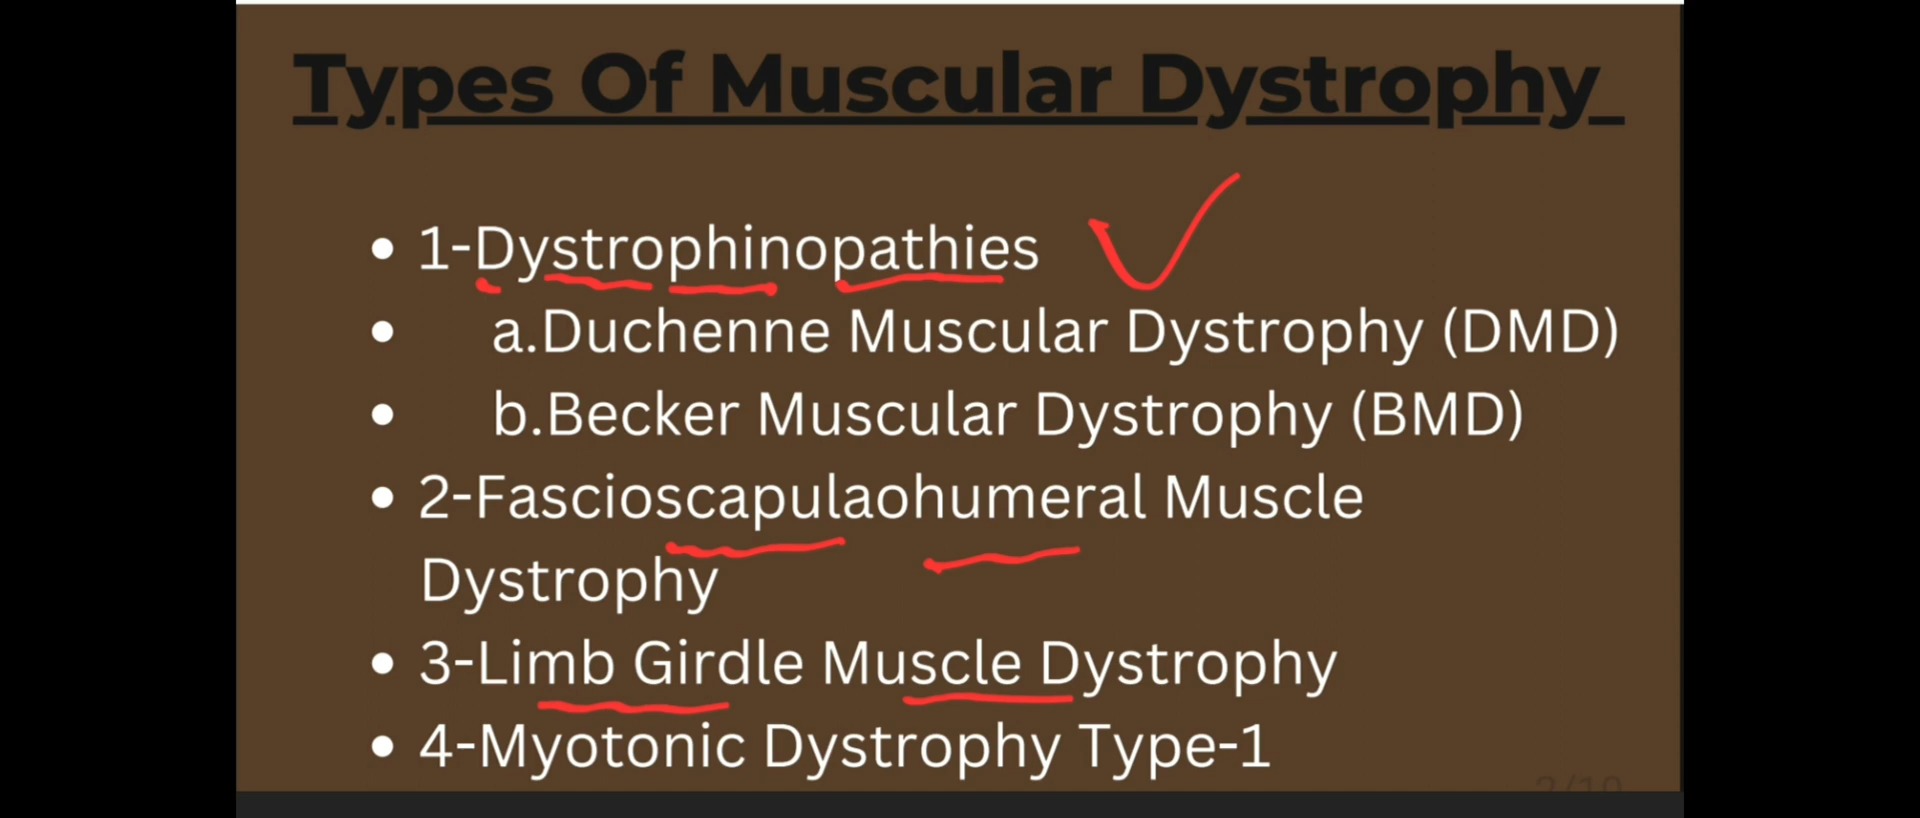 Types Of Muscular Dystrophy
• 1-Dystrophinopathies
• a.Duchenne Muscular Dystrophy (DMD)
• b.Becker Muscular Dystrophy (BMD)
• 2-Fascioscapulaohumeral Muscle
Dystrophy
• 3-Limb Girdle Muscle Dystrophy
• 4-Myotonic Dystrophy Type-1